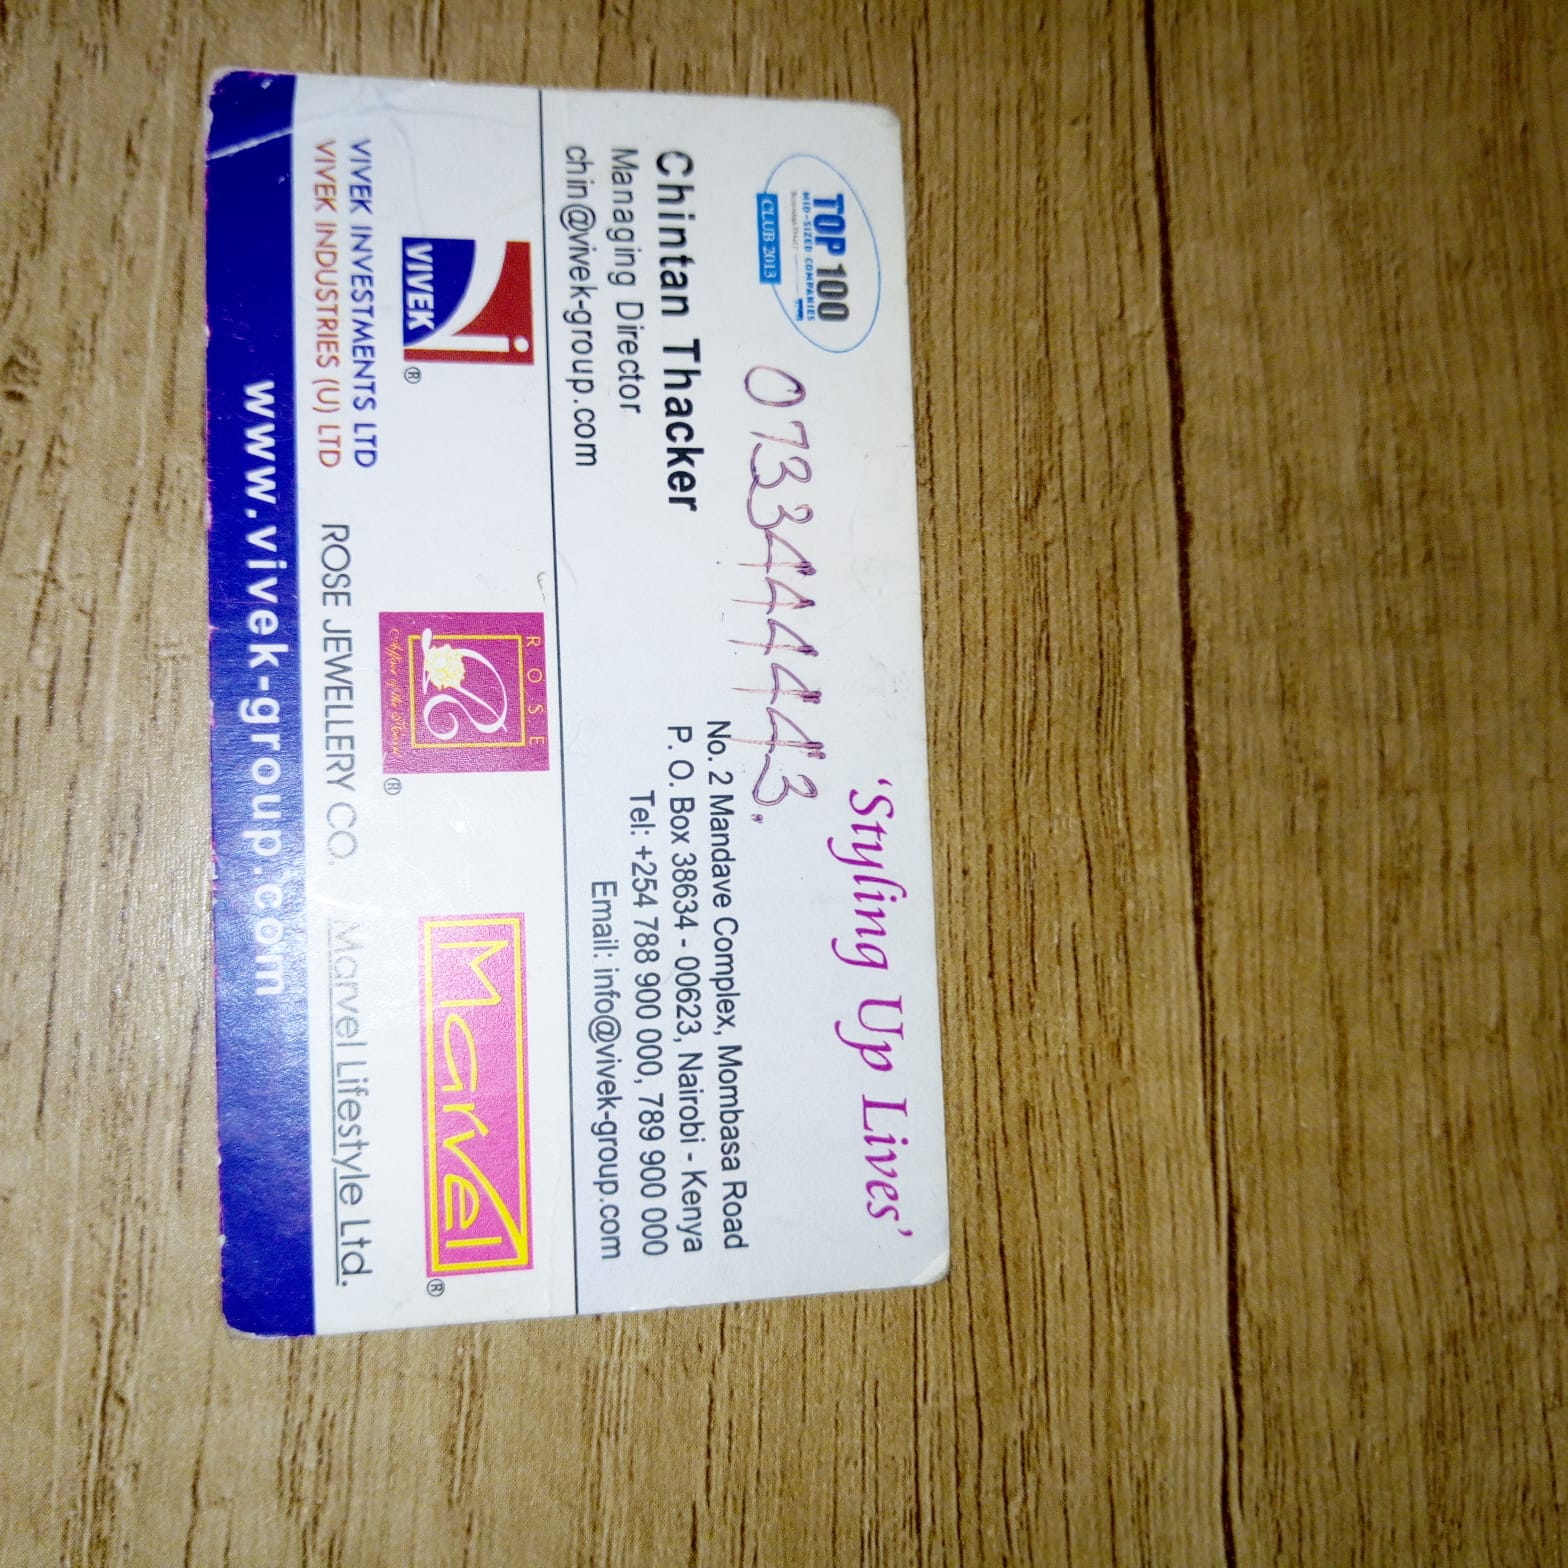 TOP 100
MID-SIZED COMPANIES
CLUB 2013
'Styling Up Lives'
0733444443
Chintan Thacker
Managing Director
chin@vivek-group.com
No. 2 Mandave Complex, Mombasa Road
P. O. Box 38634 - 00623, Nairobi - Kenya
Tel: +254 788 900 000, 789 900 000
Email: info@vivek-group.com
VIVEK ®
ROSE ®
Marvel ®
VIVEK INVESTMENTS LTD
VIVEK INDUSTRIES (U) LTD
ROSE JEWELLERY CO.
Marvel Lifestyle Ltd.
www.vivek-group.com